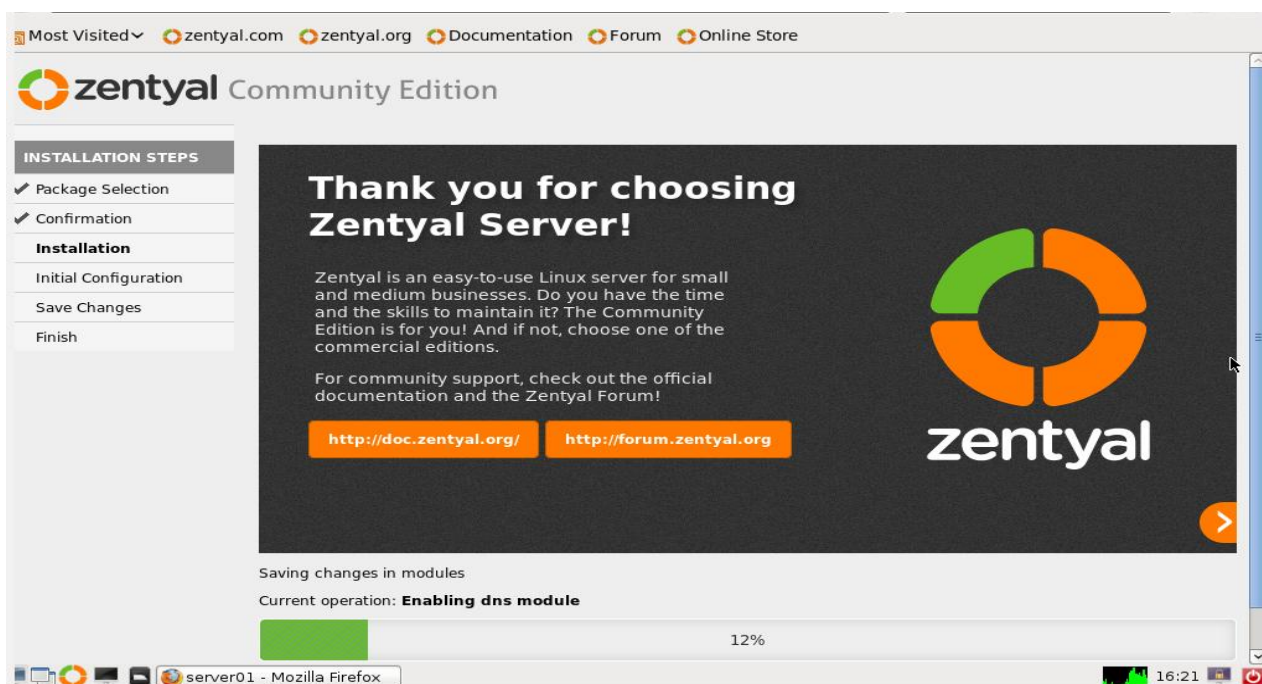 Most Visited zentyal.com zentyal.org Documentation Forum Online Store
zentyal Community Edition
INSTALLATION STEPS
Package Selection
Confirmation
Installation
Initial Configuration
Save Changes
Finish
Thank you for choosing
Zentyal Server!
Zentyal is an easy-to-use Linux server for small
and medium businesses. Do you have the time
and the skills to maintain it? The Community
Edition is for you! And if not, choose one of the
commercial editions.
For community support, check out the official
documentation and the Zentyal Forum!
http://doc.zentyal.org/ http://forum.zentyal.org
zentyal
Saving changes in modules
Current operation: Enabling dns module
12%
server01 - Mozilla Firefox 16:21